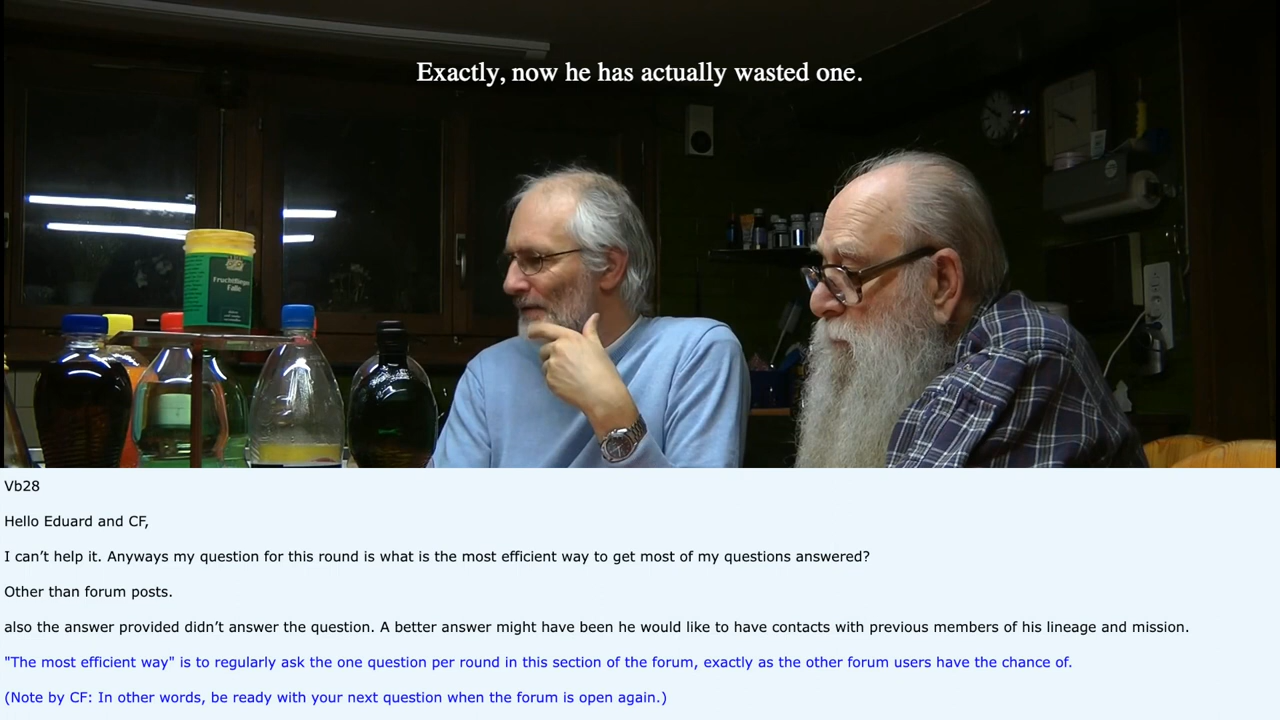 Exactly, now he has actually wasted one.
Fruchtfliegen
Falle
Vb28
Hello Eduard and CF,
I can’t help it. Anyways my question for this round is what is the most efficient way to get most of my questions answered?
Other than forum posts.
also the answer provided didn’t answer the question. A better answer might have been he would like to have contacts with previous members of his lineage and mission.
"The most efficient way" is to regularly ask the one question per round in this section of the forum, exactly as the other forum users have the chance of.
(Note by CF: In other words, be ready with your next question when the forum is open again.)